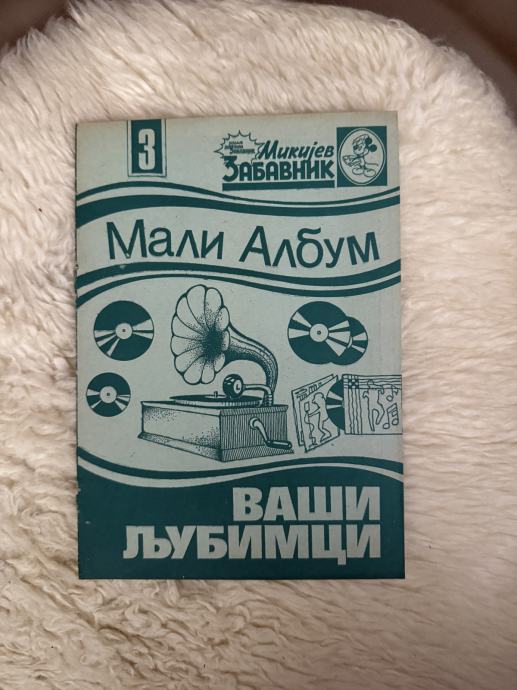 3
Микијев
ЗАБАВНИК
Мали Албум
ВАШИ
ЉУБИМЦИ